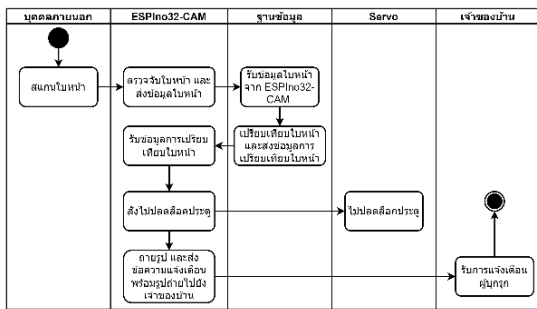 บุคคลภายนอก
ESPIno32-CAM
ฐานข้อมูล
Servo
เจ้าของบ้าน
สแกนใบหน้า
ตรวจจับใบหน้า และ
ส่งข้อมูลใบหน้า
รับข้อมูลใบหน้า
จาก ESPIno32-
CAM
รับข้อมูลการเปรียบ
เทียบใบหน้า
เปรียบเทียบใบหน้า
และส่งข้อมูลการ
เปรียบเทียบใบหน้า
สั่งไม่ปลดล็อคประตู
ไม่ปลดล็อกประตู
ถ่ายรูป และส่ง
ข้อความแจ้งเตือน
พร้อมรูปถ่ายไปยัง
เจ้าของบ้าน
รับการแจ้งเตือน
ผู้บุกรุก